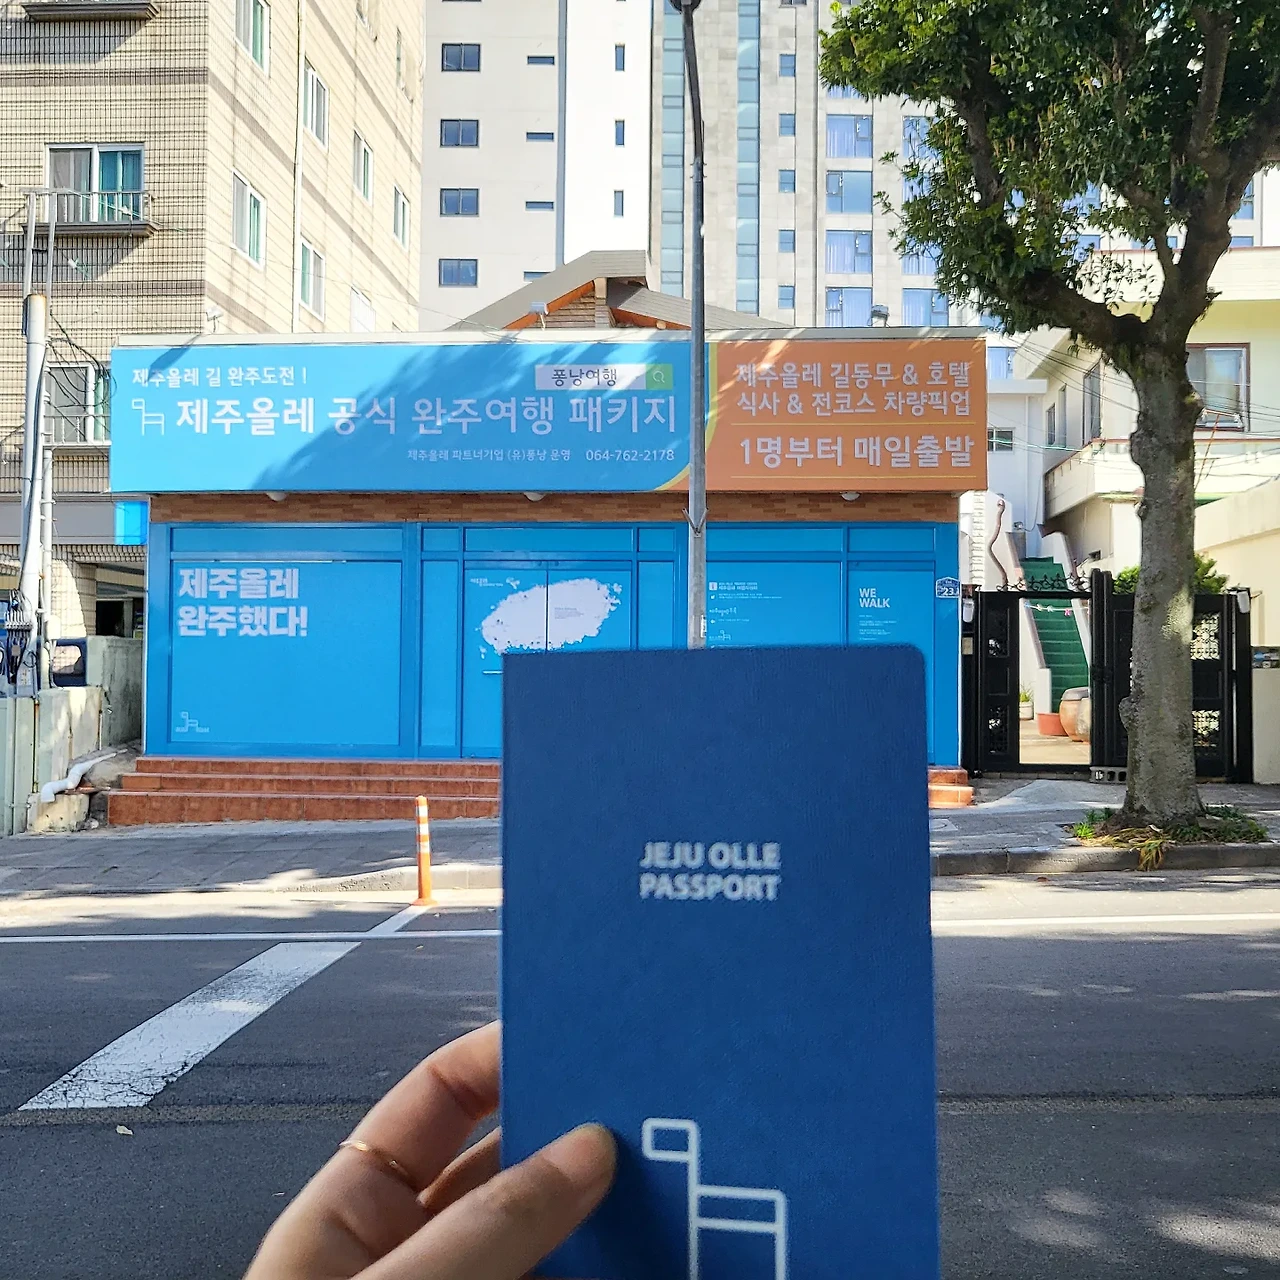 제주올레 길 완주도전!
퐁낭여행
제주올레 공식 완주여행 패키지
제주올레 파트너기업 (유)퐁낭 운영 064-762-2178
제주올레 길동무 & 호텔
식사 & 전코스 차량픽업
1명부터 매일출발
제주올레
완주했다!
WE
WALK
23
JEJU OLLE
PASSPORT